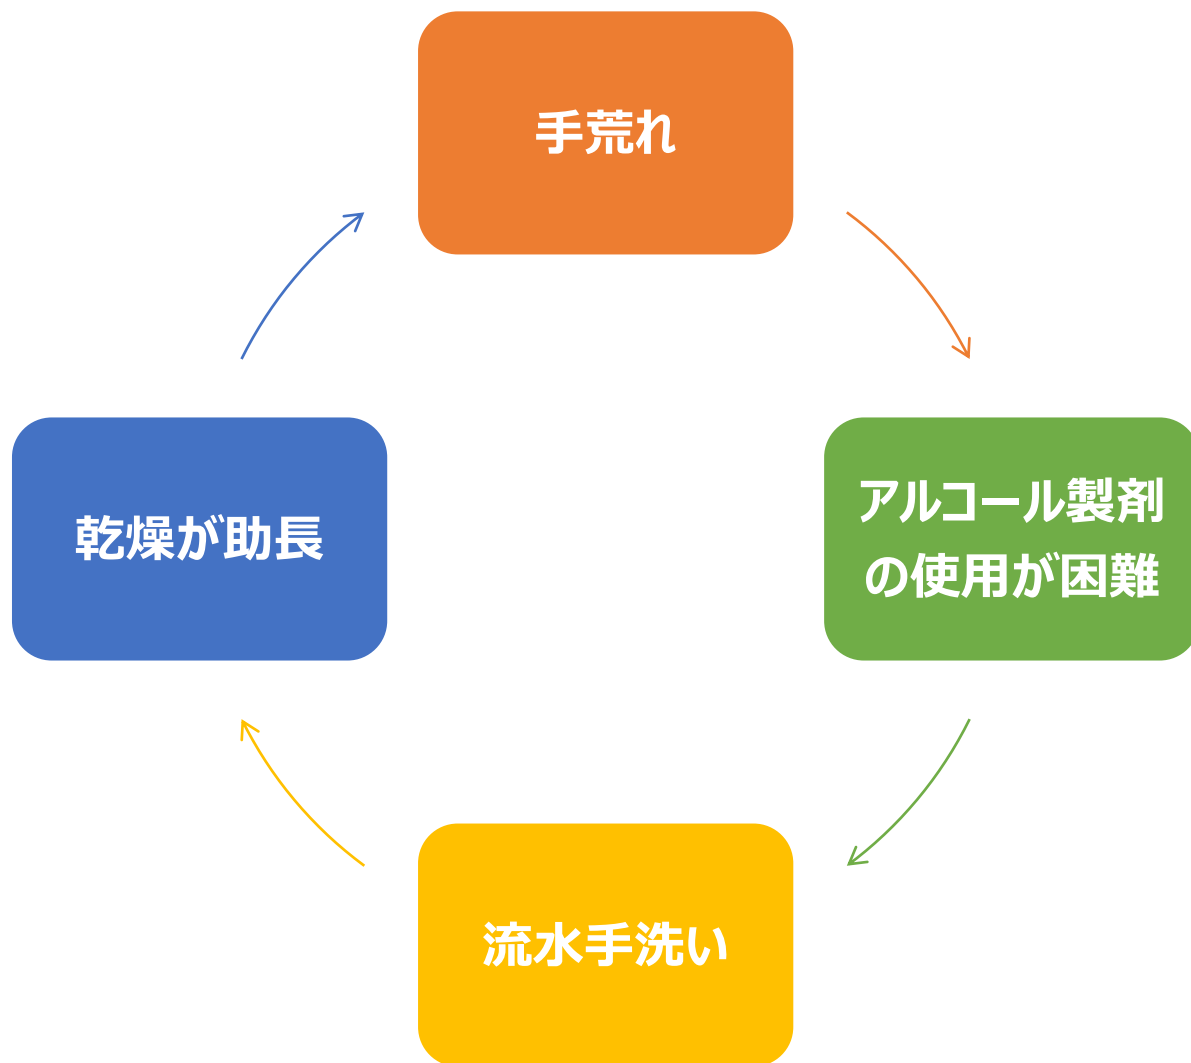 手荒れ
アルコール製剤
の使用が困難
流水手洗い
乾燥が助長